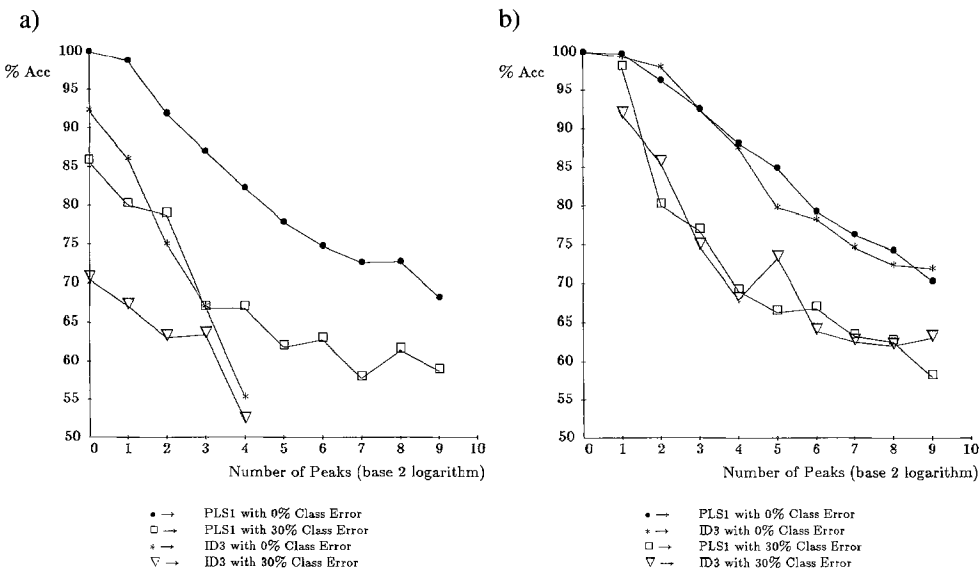 a)
% Acc
100
95
90
85
80
75
70
65
60
55
50
0 1 2 3 4 5 6 7 8 9 10
Number of Peaks (base 2 logarithm)
● → PLS1 with 0% Class Error
□ → PLS1 with 30% Class Error
* → ID3 with 0% Class Error
▽ → ID3 with 30% Class Error
b)
% Acc
100
95
90
85
80
75
70
65
60
55
50
0 1 2 3 4 5 6 7 8 9 10
Number of Peaks (base 2 logarithm)
● → PLS1 with 0% Class Error
* → ID3 with 0% Class Error
□ → PLS1 with 30% Class Error
▽ → ID3 with 30% Class Error